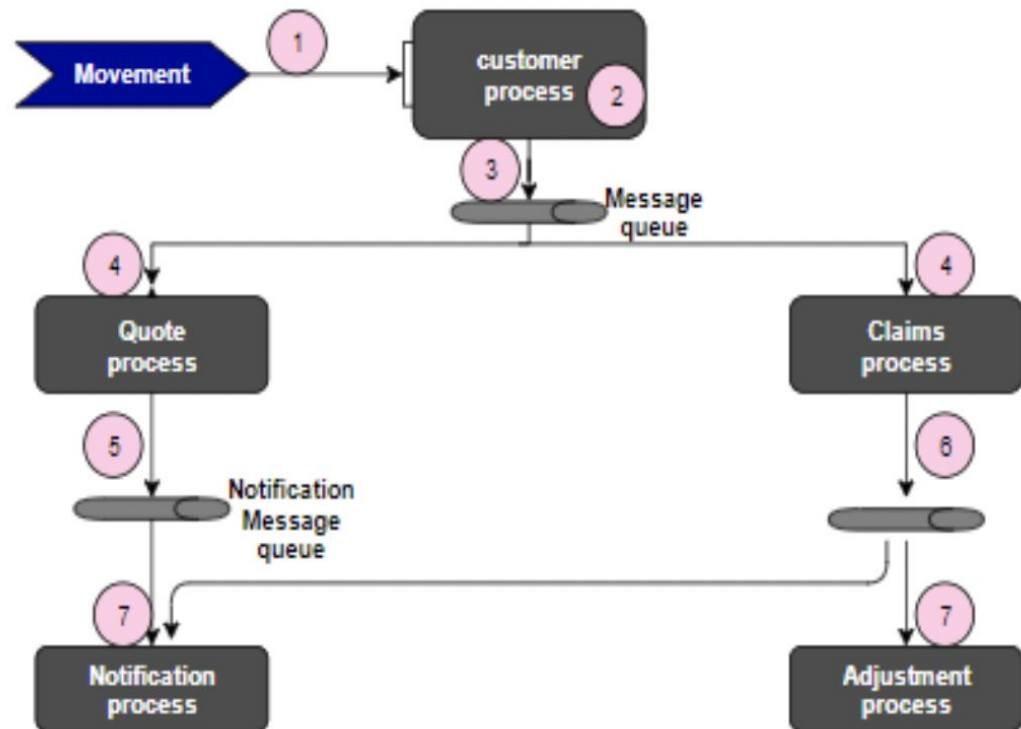 1
Movement
customer
process
2
3
Message
queue
4
4
Quote
process
Claims
process
5
6
Notification
Message
queue
7
7
Notification
process
Adjustment
process